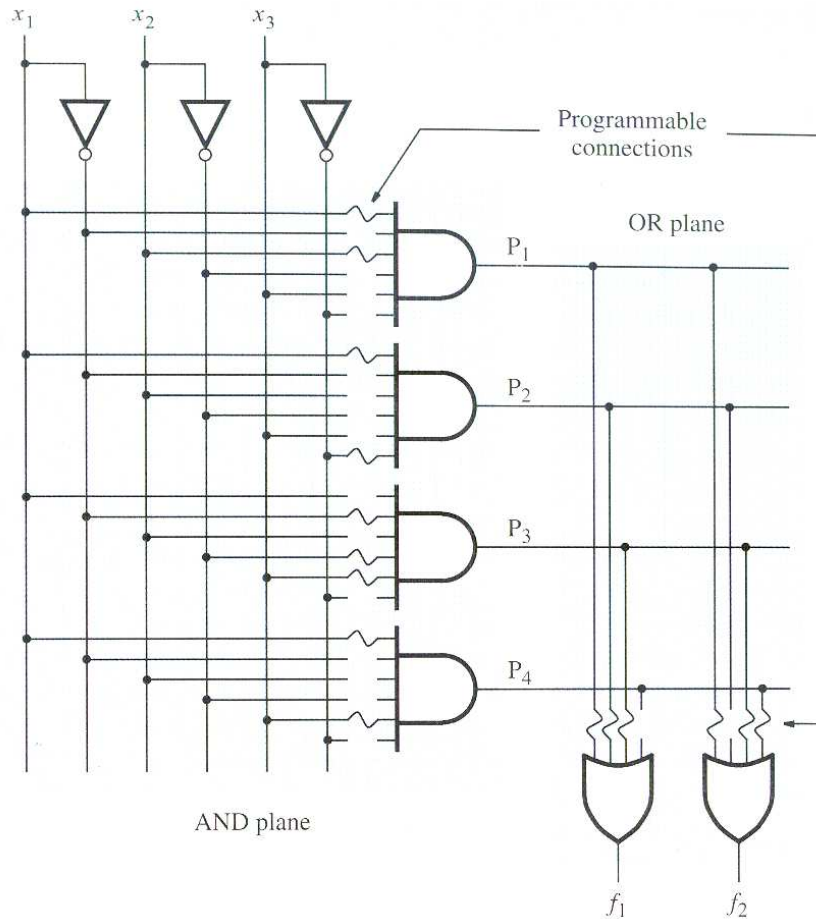 x₁ x₂ x₃
Programmable
connections
OR plane
P₁
P₂
P₃
P₄
AND plane
f₁ f₂